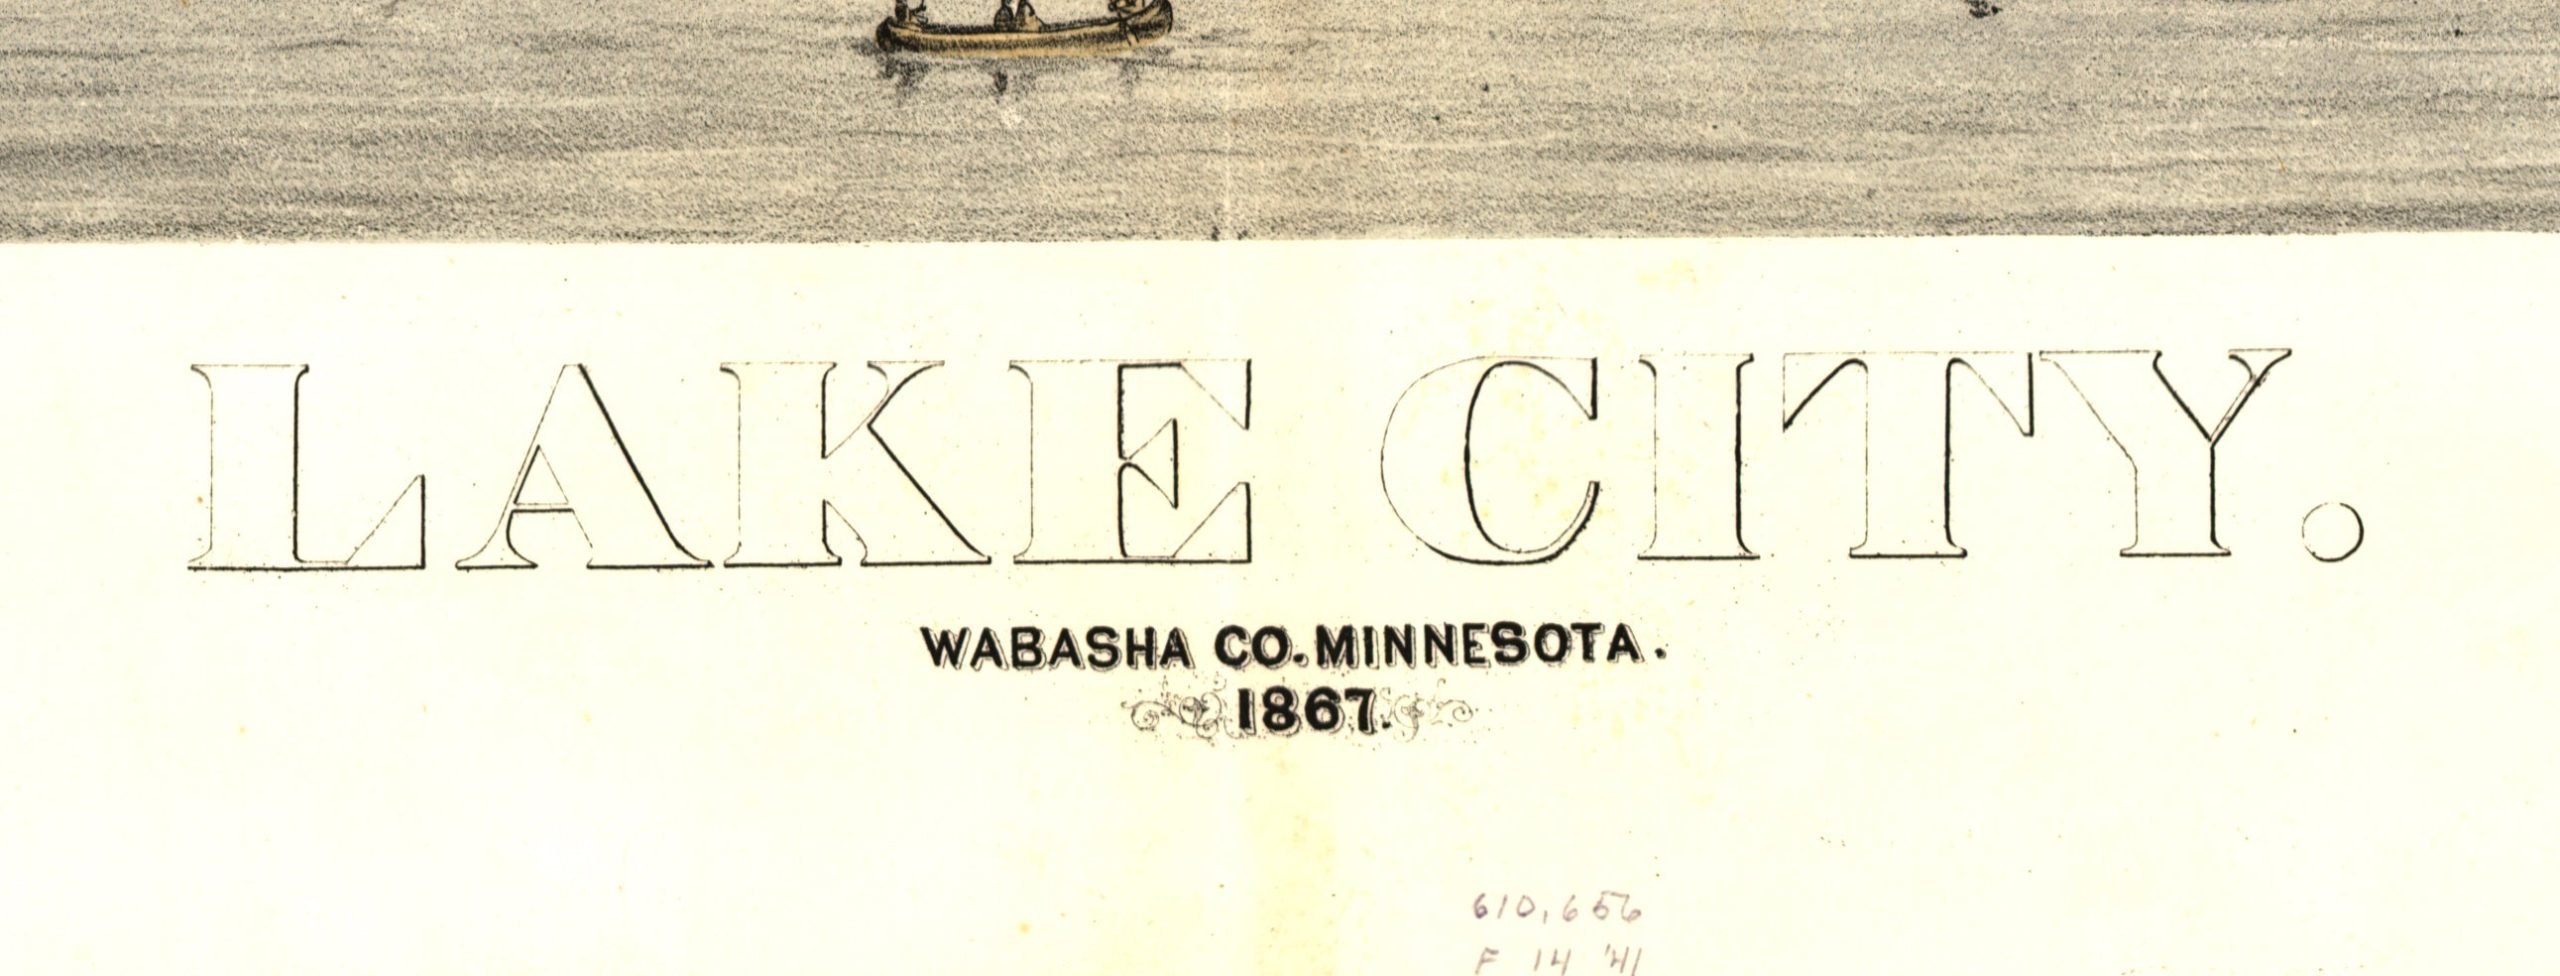 LAKE CITY.
WABASHA CO. MINNESOTA.
1867.
610,656
F 14 '41